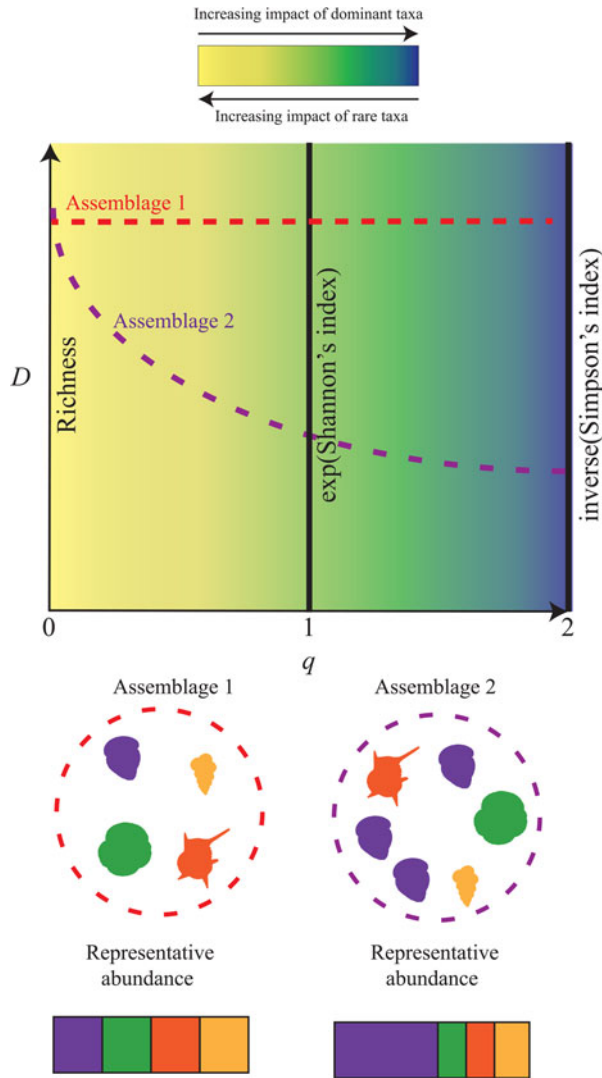 Increasing impact of dominant taxa
Increasing impact of rare taxa
Assemblage 1
Assemblage 2
D
Richness
exp(Shannon's index)
inverse(Simpson's index)
0
1
2
q
Assemblage 1
Assemblage 2
Representative
abundance
Representative
abundance